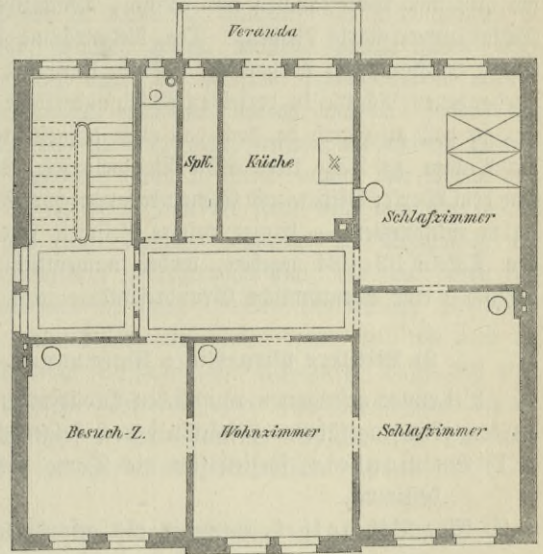 Veranda
SpK.
Küche
Schlafzimmer
Besuch-Z.
Wohnzimmer
Schlafzimmer